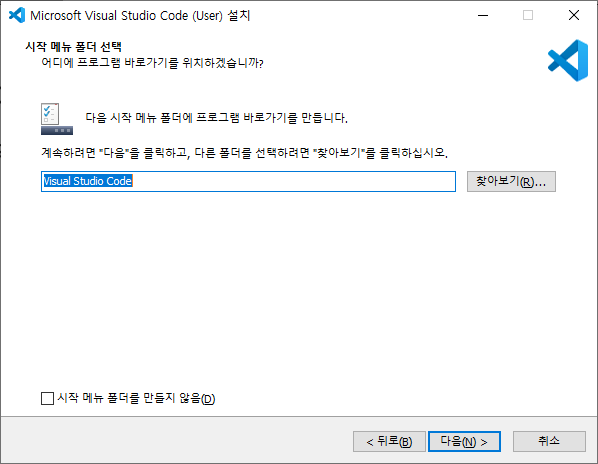 Microsoft Visual Studio Code (User) 설치
시작 메뉴 폴더 선택
어디에 프로그램 바로가기를 위치하겠습니까?
다음 시작 메뉴 폴더에 프로그램 바로가기를 만듭니다.
계속하려면 "다음"을 클릭하고, 다른 폴더를 선택하려면 "찾아보기"를 클릭하십시오.
Visual Studio Code 찾아보기(R)...
시작 메뉴 폴더를 만들지 않음(D)
< 뒤로(B) 다음(N) > 취소